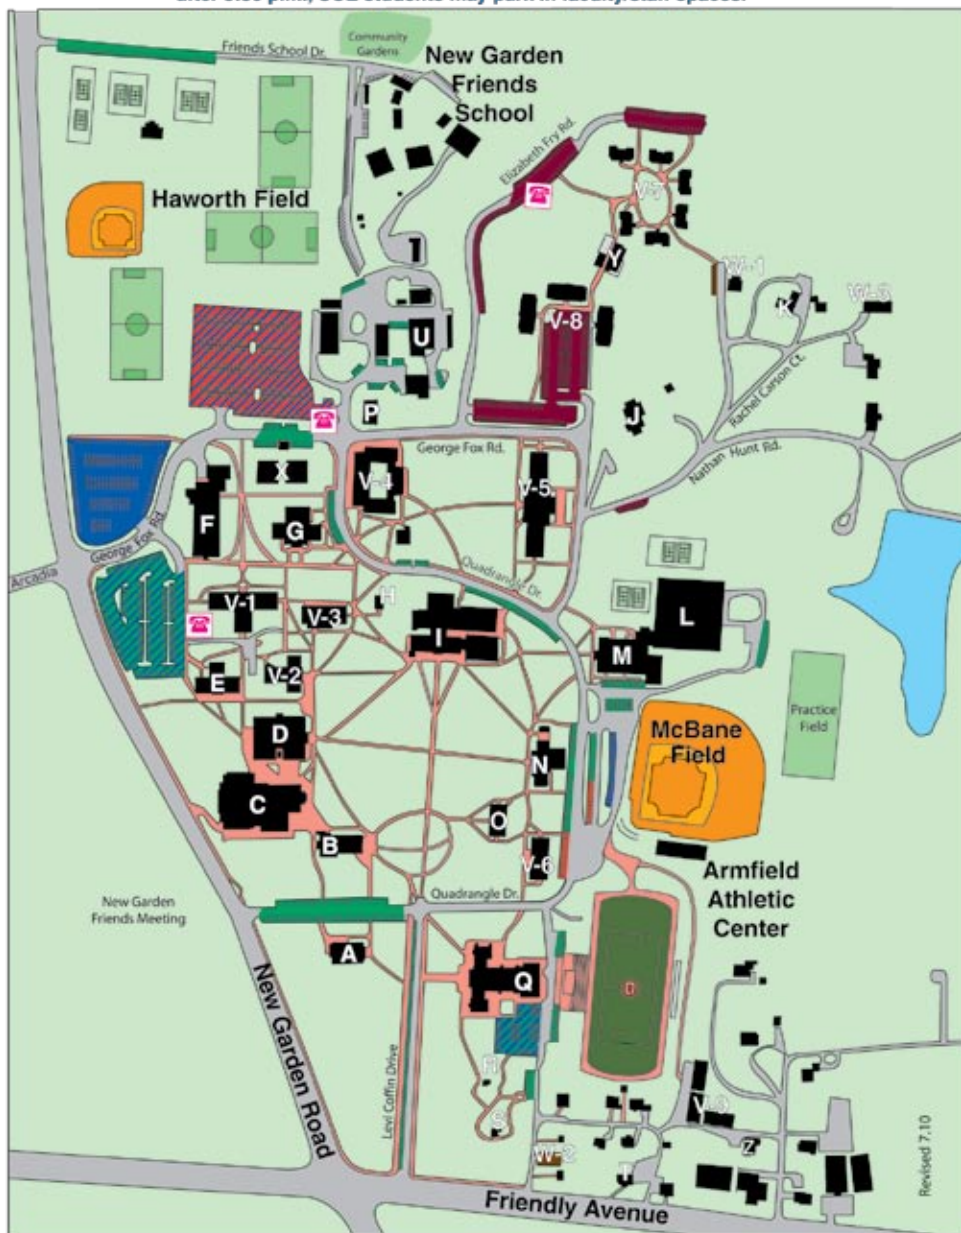 Community
Gardens
Friends School Dr.
New Garden
Friends
School
Elizabeth Fry Rd.
Haworth Field
V-7
Y
W-1
K
W-3
V-8
U
Rachel Carson Ct.
P
J
George Fox Rd.
Nathan Hunt Rd.
X
V-4
V-5
F
G
George Fox Rd.
Arcadia
Quadrangle Dr.
H
V-1
V-3
I
L
M
E
V-2
D
McBane
Field
Practice
Field
N
C
O
B
V-6
Armfield
Athletic
Center
New Garden
Friends Meeting
Quadrangle Dr.
A
Q
New Garden Road
Levi Coffin Drive
R
S
V-9
W-2
Z
Friendly Avenue
Revised 7.10